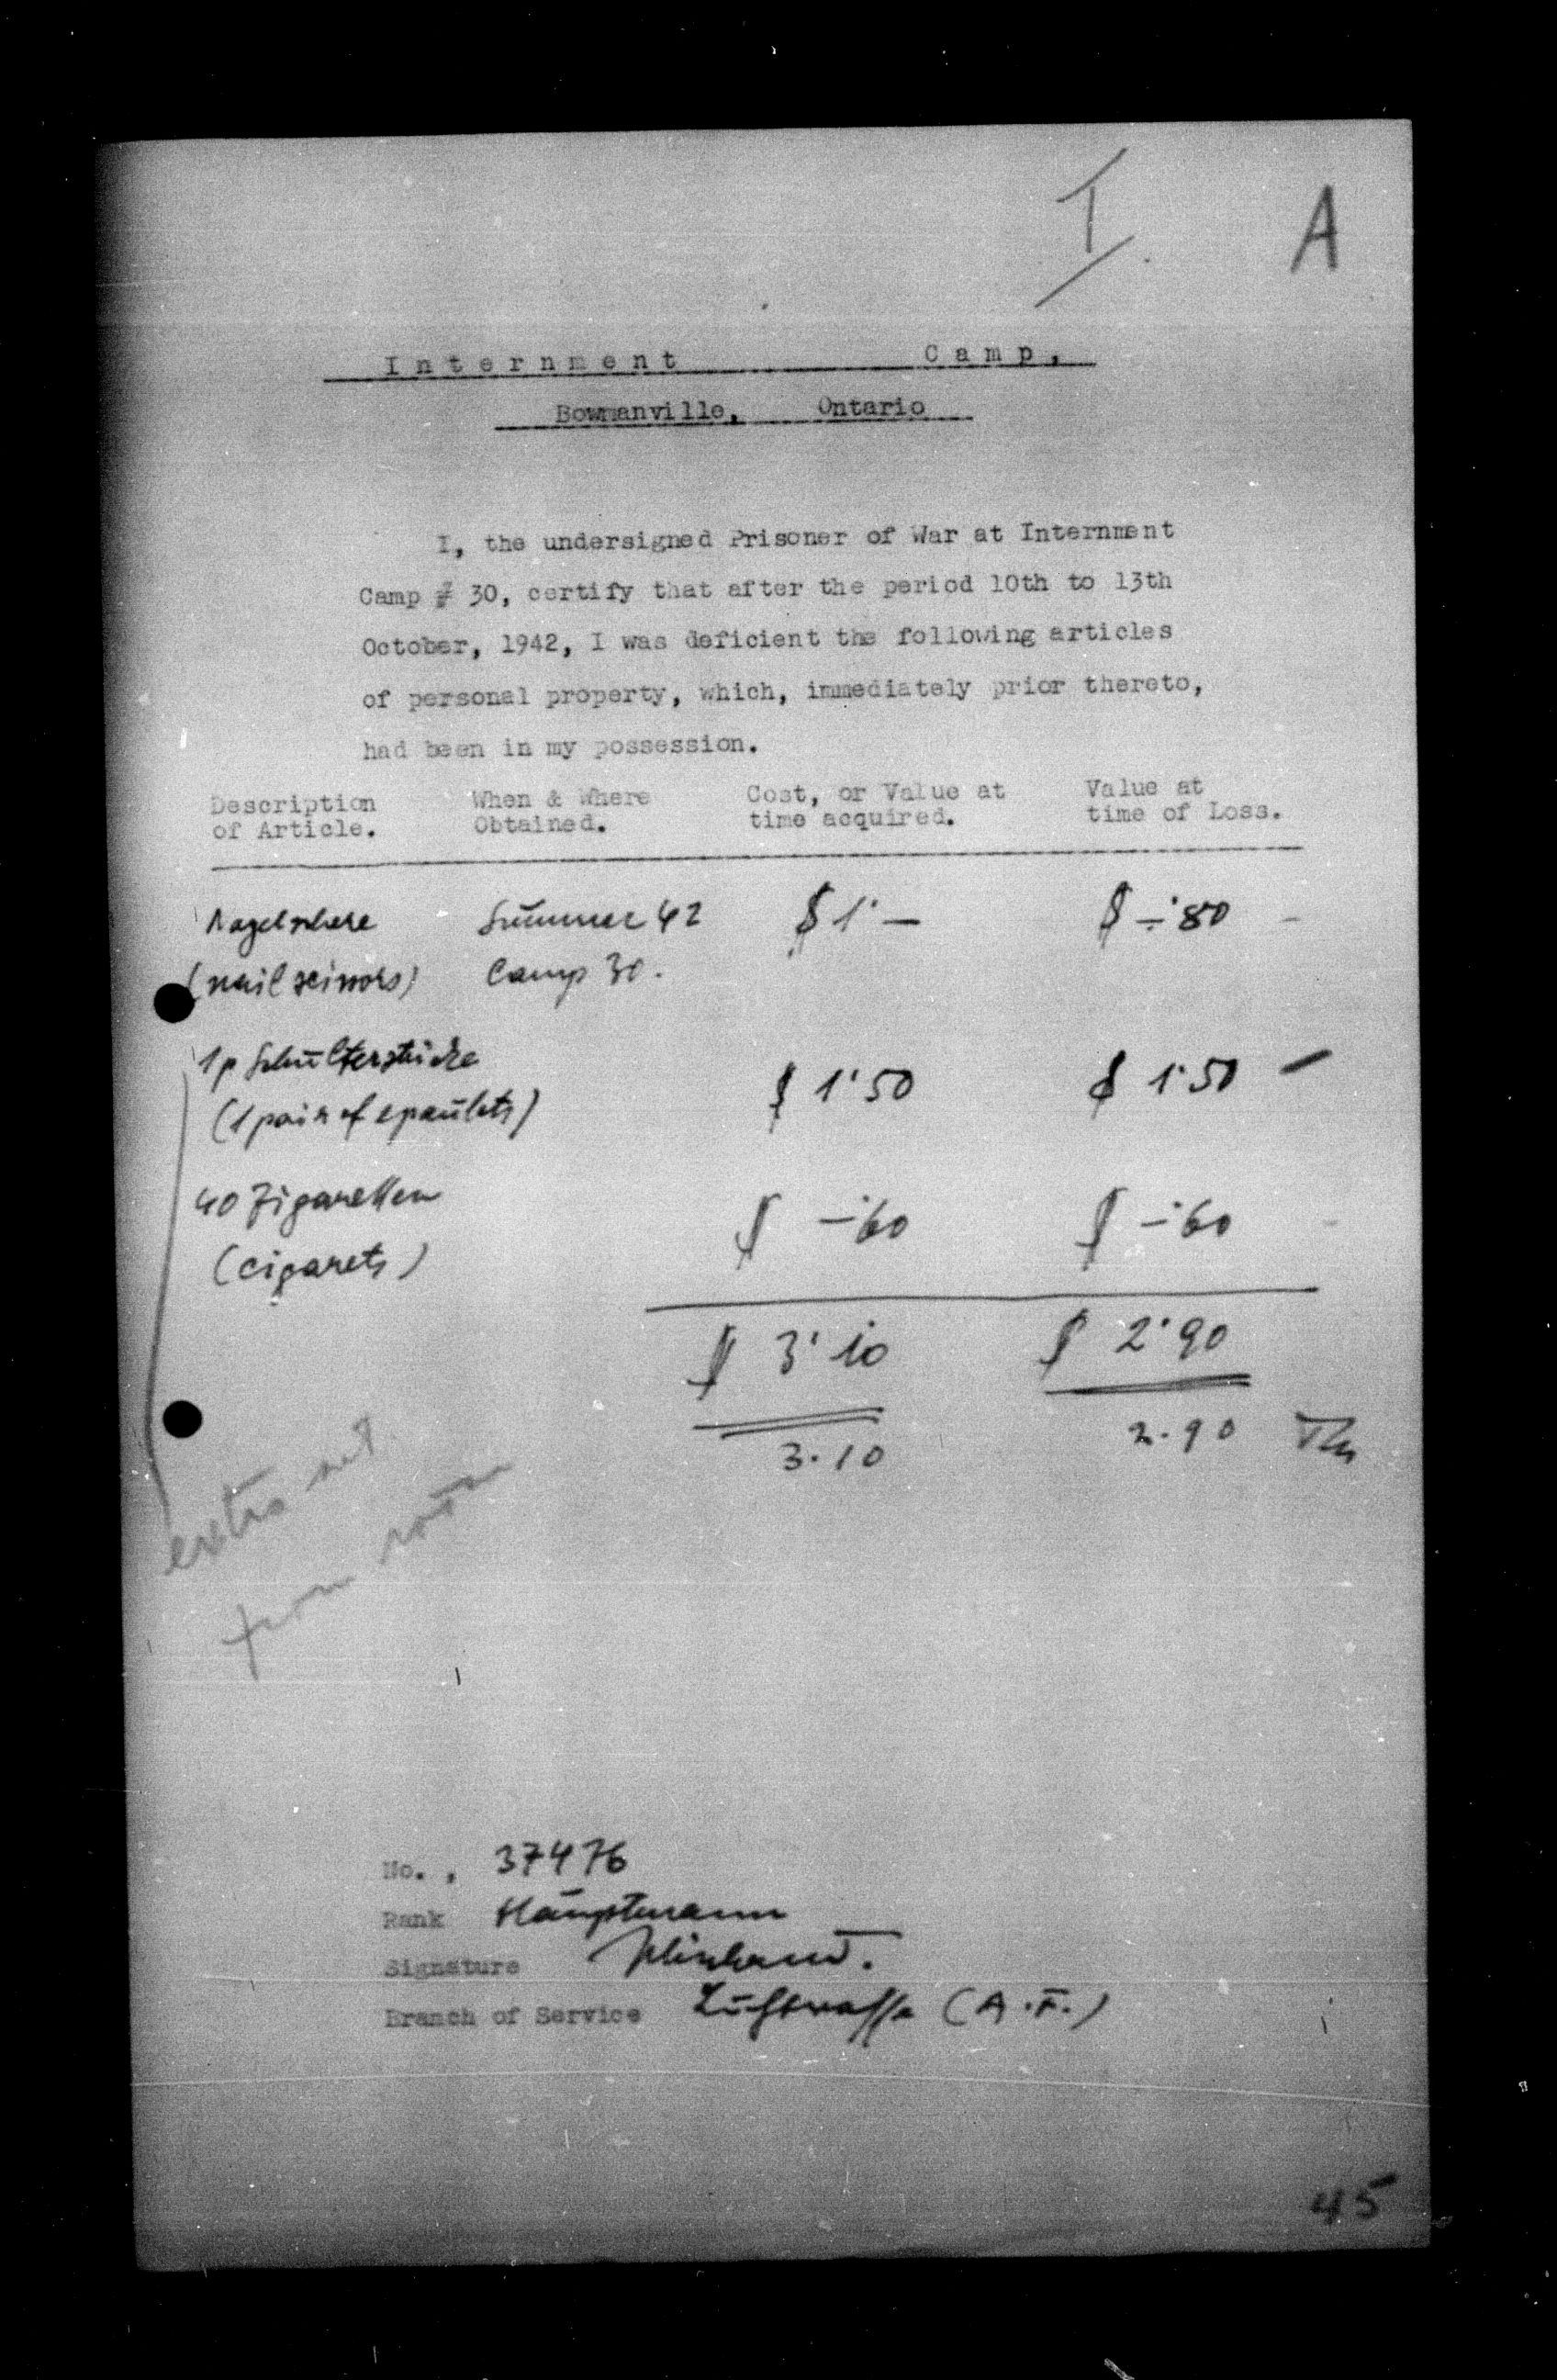 I. A
Internment Camp,
Bowmanville, Ontario
I, the undersigned Prisoner of War at Internment
Camp # 30, certify that after the period 10th to 13th
October, 1942, I was deficient the following articles
of personal property, which, immediately prior thereto,
had been in my possession.
Description When & Where Cost, or Value at Value at
of Article. Obtained. time acquired. time of Loss.
Nagelschere Summer 42 $ 1.— $ —.80 –
(nail scissors) Camp 30.
1 p Schulterstücke
(1 pair of epaulets) $ 1.50 $ 1.50 –
40 Zigaretten
(cigarets) $ —.60 $ —.60 –
$ 3.10 $ 2.90
3.10 2.90
extra
from
No., 37476
Rank Hauptmann
Signature
Branch of Service Luftwaffe (A.F.)
45